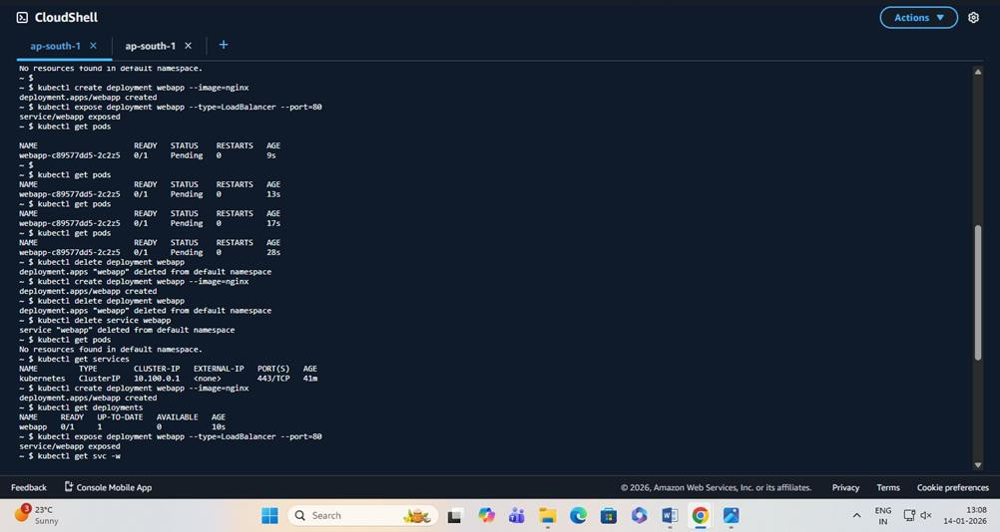 CloudShell
Actions
ap-south-1 × ap-south-1 × +
No resources found in default namespace.
~ $
~ $ kubectl create deployment webapp --image=nginx
deployment.apps/webapp created
~ $ kubectl expose deployment webapp --type=LoadBalancer --port=80
service/webapp exposed
~ $ kubectl get pods
NAME READY STATUS RESTARTS AGE
webapp-c89577dd5-2c2z5 0/1 Pending 0 9s
~ $
~ $ kubectl get pods
NAME READY STATUS RESTARTS AGE
webapp-c89577dd5-2c2z5 0/1 Pending 0 13s
~ $ kubectl get pods
NAME READY STATUS RESTARTS AGE
webapp-c89577dd5-2c2z5 0/1 Pending 0 17s
~ $ kubectl get pods
NAME READY STATUS RESTARTS AGE
webapp-c89577dd5-2c2z5 0/1 Pending 0 28s
~ $ kubectl delete deployment webapp
deployment.apps "webapp" deleted from default namespace
~ $ kubectl create deployment webapp --image=nginx
deployment.apps/webapp created
~ $ kubectl delete deployment webapp
deployment.apps "webapp" deleted from default namespace
~ $ kubectl delete service webapp
service "webapp" deleted from default namespace
~ $ kubectl get pods
No resources found in default namespace.
~ $ kubectl get services
NAME TYPE CLUSTER-IP EXTERNAL-IP PORT(S) AGE
kubernetes ClusterIP 10.100.0.1 <none> 443/TCP 41m
~ $ kubectl create deployment webapp --image=nginx
deployment.apps/webapp created
~ $ kubectl get deployments
NAME READY UP-TO-DATE AVAILABLE AGE
webapp 0/1 1 0 10s
~ $ kubectl expose deployment webapp --type=LoadBalancer --port=80
service/webapp exposed
~ $ kubectl get svc -w
Feedback Console Mobile App © 2026, Amazon Web Services, Inc. or its affiliates. Privacy Terms Cookie preferences
3 23°C
Sunny
Search
ENG
IN
13:08
14-01-2026